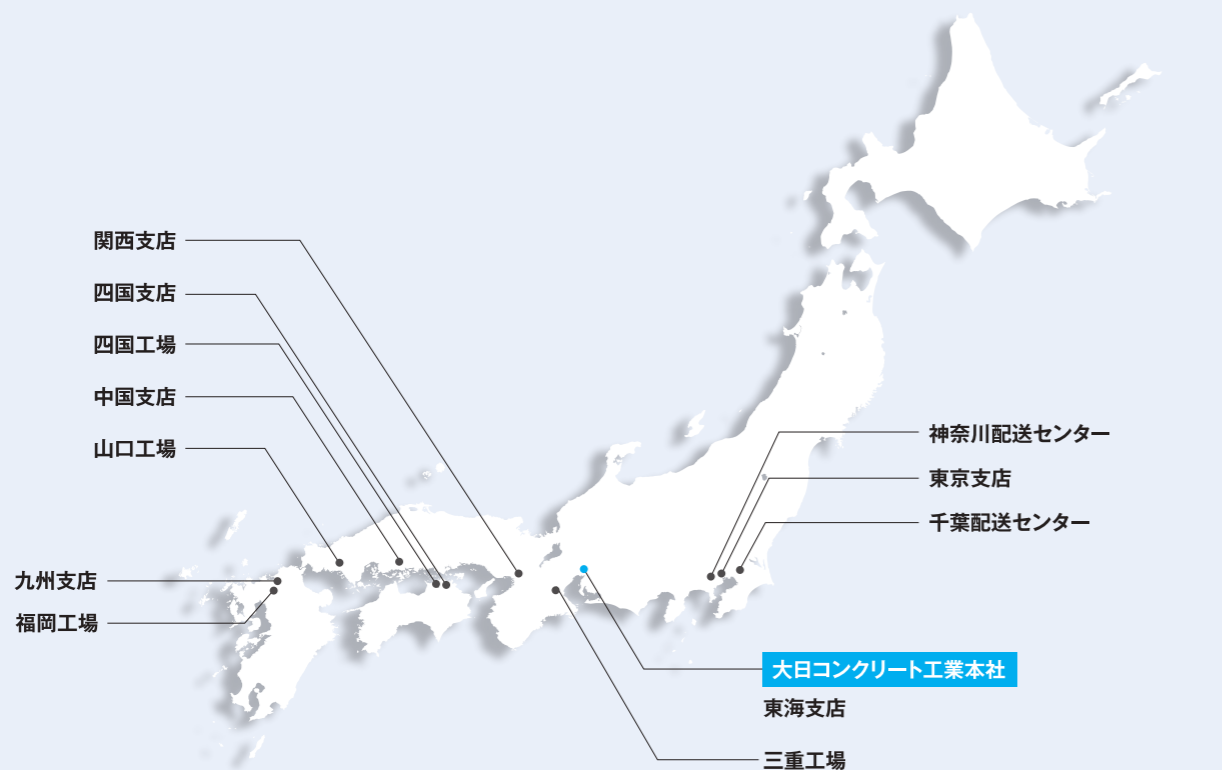 関西支店
四国支店
四国工場
中国支店
山口工場
九州支店
福岡工場
神奈川配送センター
東京支店
千葉配送センター
大日コンクリート工業本社
東海支店
三重工場